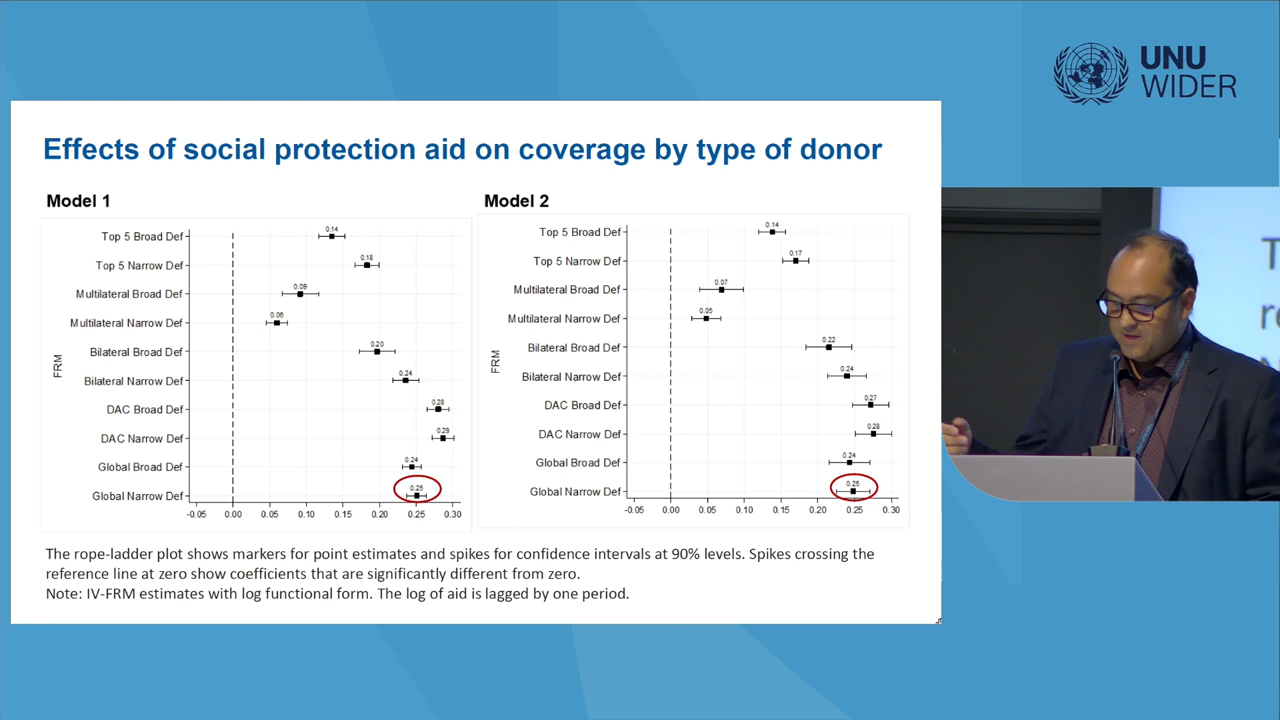 UNU
WIDER
Effects of social protection aid on coverage by type of donor
Model 1
FRM
Top 5 Broad Def
0.14
Top 5 Narrow Def
0.18
Multilateral Broad Def
0.09
Multilateral Narrow Def
0.06
Bilateral Broad Def
0.20
Bilateral Narrow Def
0.24
DAC Broad Def
0.28
DAC Narrow Def
0.29
Global Broad Def
0.24
Global Narrow Def
0.25
-0.05 0.00 0.05 0.10 0.15 0.20 0.25 0.30
Model 2
FRM
Top 5 Broad Def
0.14
Top 5 Narrow Def
0.17
Multilateral Broad Def
0.07
Multilateral Narrow Def
0.05
Bilateral Broad Def
0.22
Bilateral Narrow Def
0.24
DAC Broad Def
0.27
DAC Narrow Def
0.28
Global Broad Def
0.24
Global Narrow Def
0.25
-0.05 0.00 0.05 0.10 0.15 0.20 0.25 0.30
The rope-ladder plot shows markers for point estimates and spikes for confidence intervals at 90% levels. Spikes crossing the
reference line at zero show coefficients that are significantly different from zero.
Note: IV-FRM estimates with log functional form. The log of aid is lagged by one period.